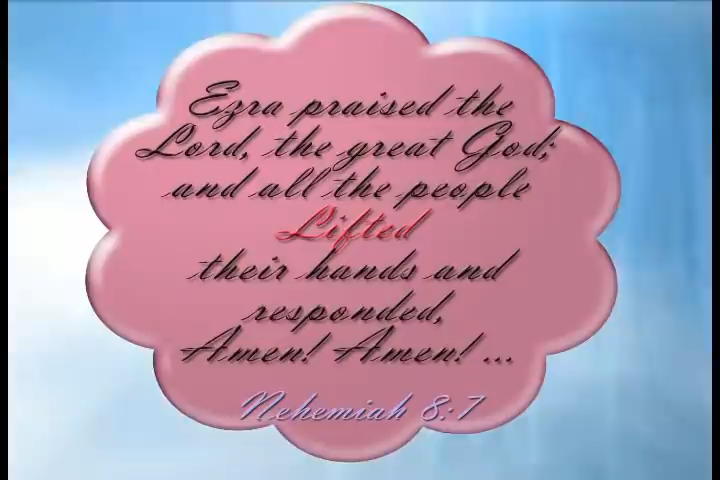 Ezra praised the
Lord, the great God;
and all the people
Lifted
their hands and
responded,
Amen! Amen! ...
Nehemiah 8:7